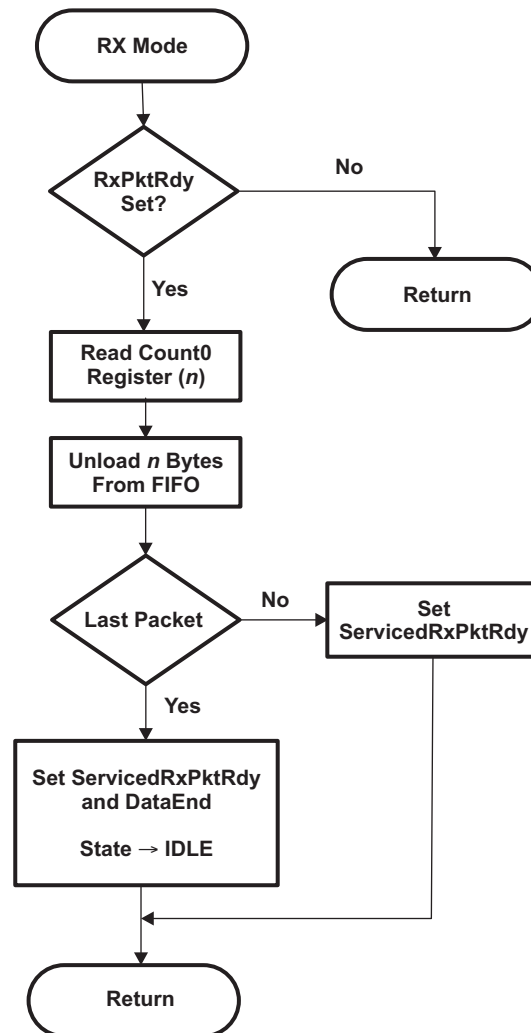 RX Mode
RxPktRdy
Set?
No
Return
Yes
Read Count0
Register (n)
Unload n Bytes
From FIFO
Last Packet
No
Set
ServicedRxPktRdy
Yes
Set ServicedRxPktRdy
and DataEnd
State → IDLE
Return